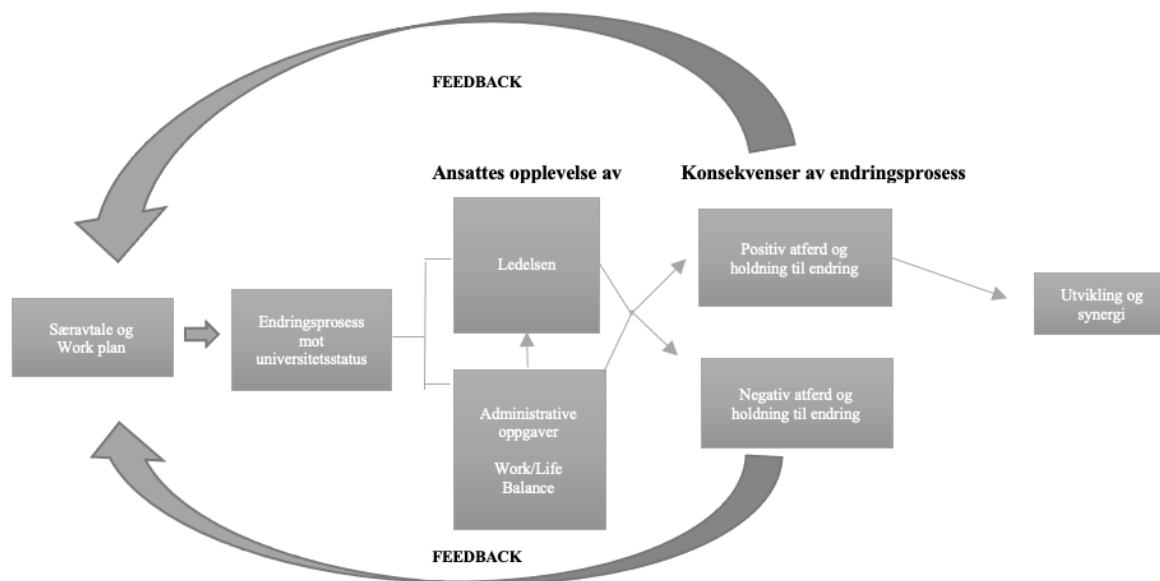 FEEDBACK
Ansattes opplevelse av
Konsekvenser av endringsprosess
Særavtale og
Work plan
Endringsprosess
mot
universitetsstatus
Ledelsen
Administrative
oppgaver
Work/Life
Balance
Positiv atferd og
holdning til endring
Negativ atferd og
holdning til endring
Utvikling og
synergi
FEEDBACK